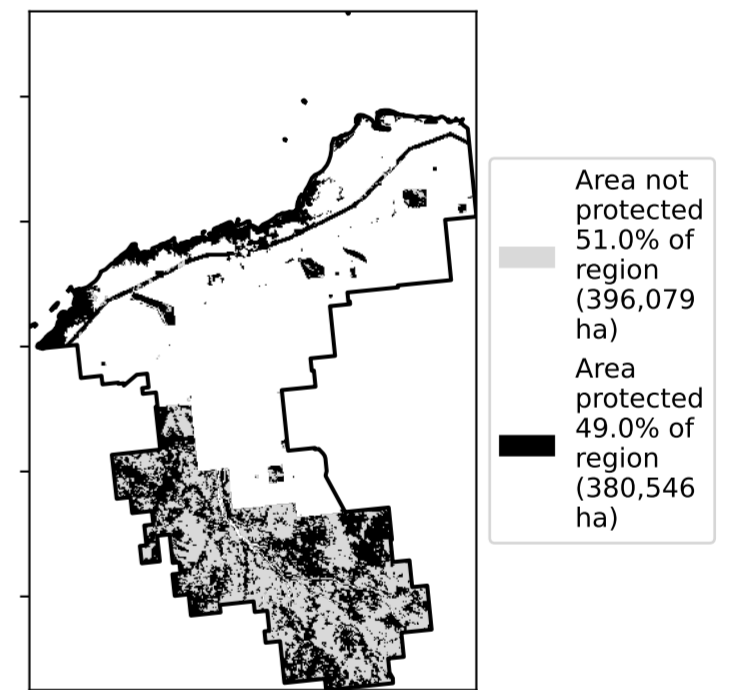 Area not
protected
51.0% of
region
(396,079
ha)
Area
protected
49.0% of
region
(380,546
ha)